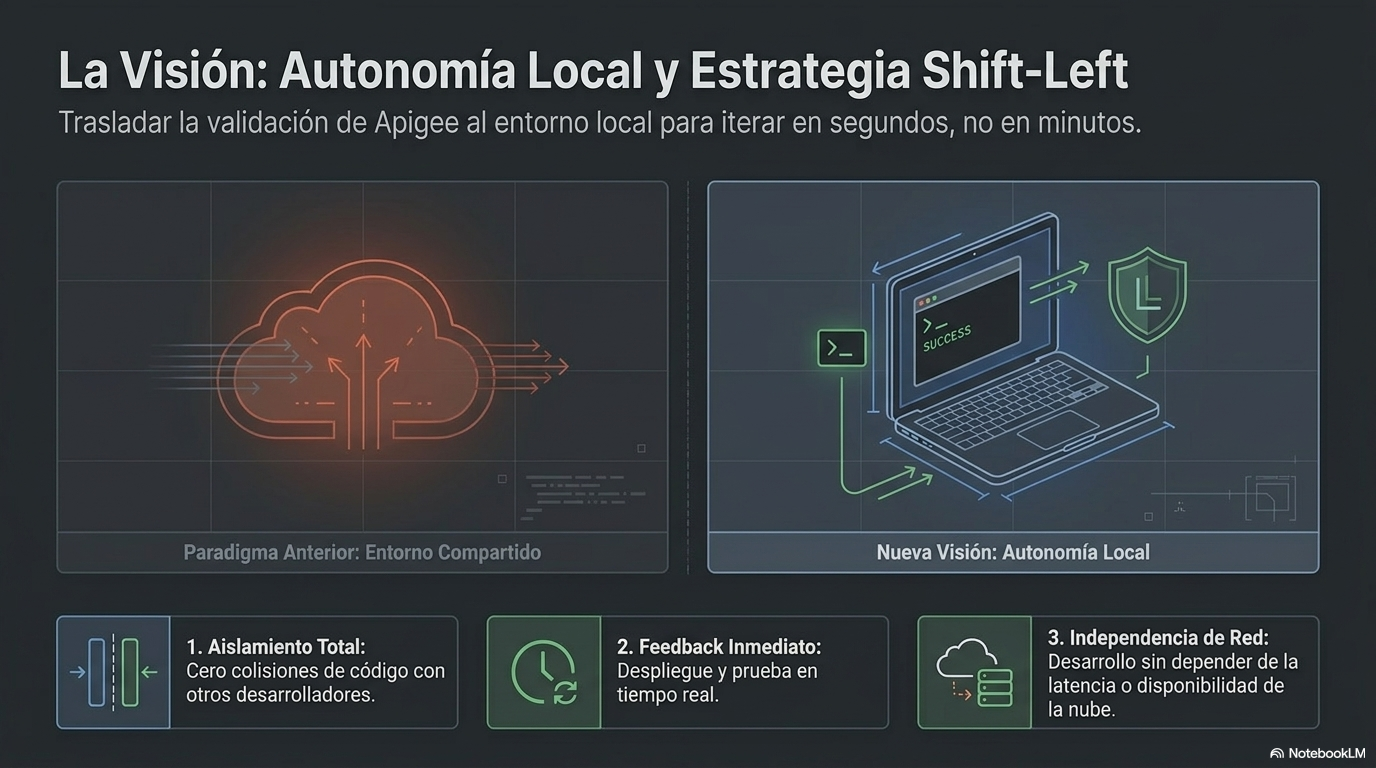 La Visión: Autonomía Local y Estrategia Shift-Left
Trasladar la validación de Apigee al entorno local para iterar en segundos, no en minutos.
>_
SUCCESS
>_
Paradigma Anterior: Entorno Compartido
Nueva Visión: Autonomía Local
1. Aislamiento Total:
Cero colisiones de código con
otros desarrolladores.
2. Feedback Inmediato:
Despliegue y prueba en
tiempo real.
3. Independencia de Red:
Desarrollo sin depender de la
latencia o disponibilidad de
la nube.
NotebookLM